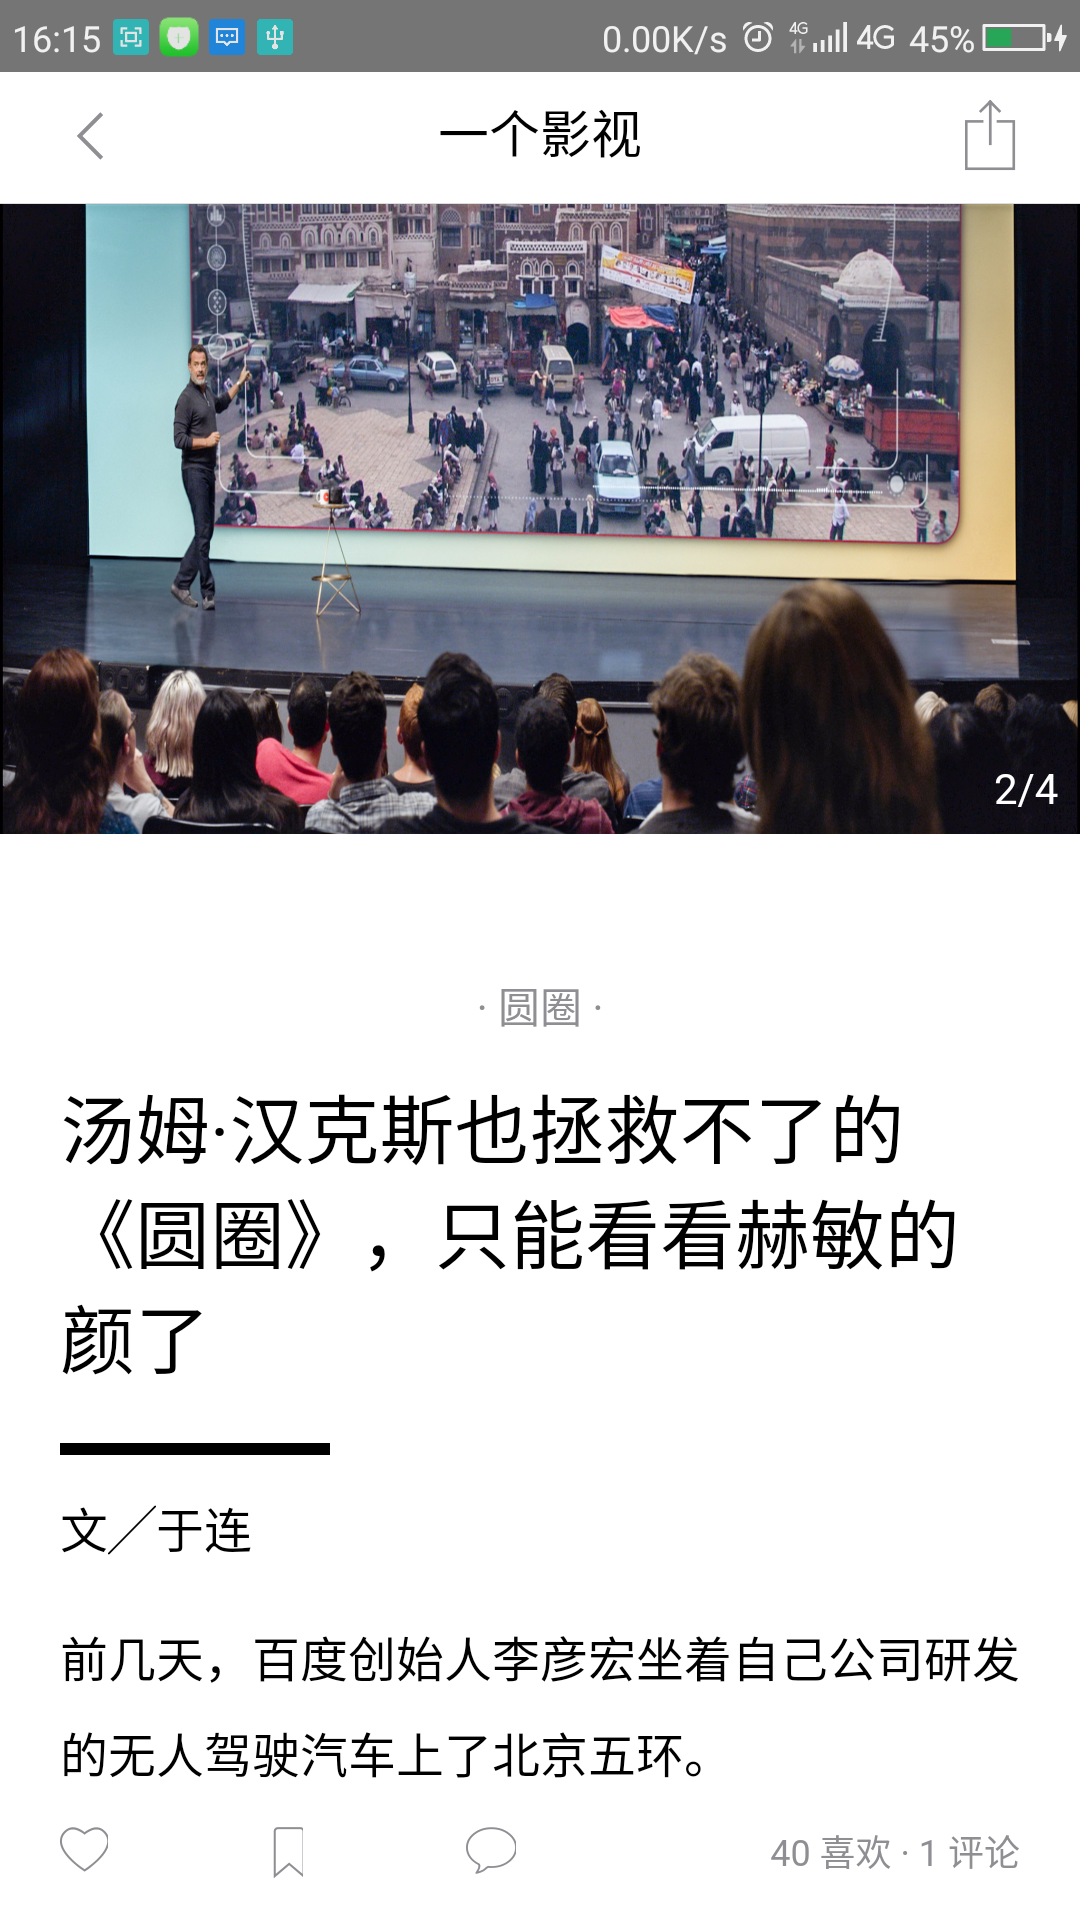 16:15 0.00K/s 4G 4G 45%
一个影视
LIVE
2/4
· 圆圈 ·
汤姆·汉克斯也拯救不了的
《圆圈》，只能看看赫敏的
颜了
文／于连
前几天，百度创始人李彦宏坐着自己公司研发
的无人驾驶汽车上了北京五环。
40 喜欢 · 1 评论